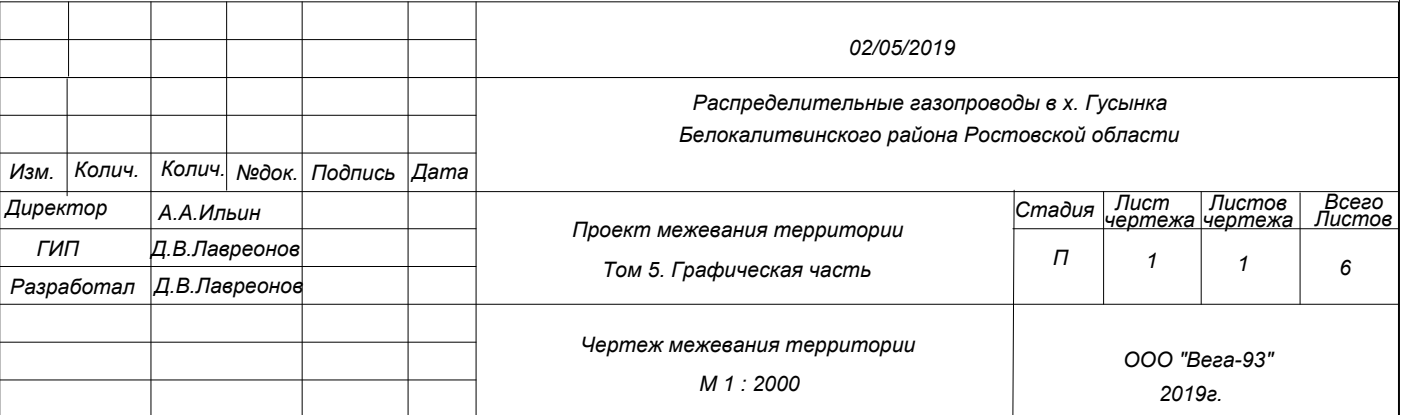 02/05/2019
Распределительные газопроводы в х. Гусынка
Белокалитвинского района Ростовской области
Изм. Колич. Колич. №док. Подпись Дата
Директор А.А.Ильин
ГИП Д.В.Лавреонов
Разработал Д.В.Лавреонов
Проект межевания территории
Том 5. Графическая часть
Стадия Лист чертежа Листов чертежа Всего Листов
П 1 1 6
Чертеж межевания территории
М 1 : 2000
ООО "Вега-93"
2019г.